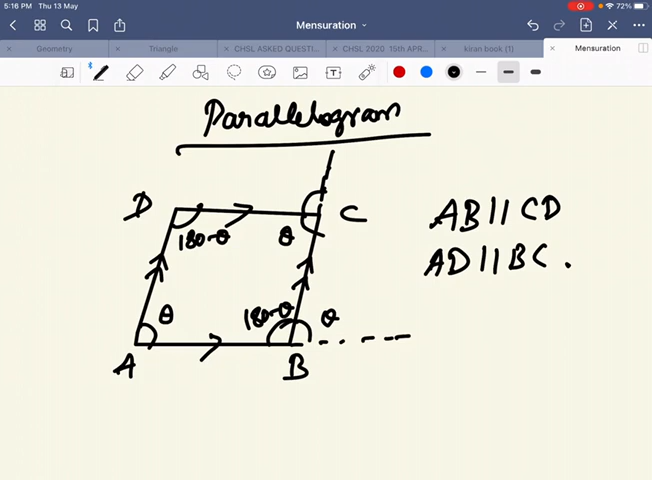 5:16 PM Thu 13 May
72%
Mensuration
Geometry
Triangle
CHSL ASKED QUESTI...
CHSL 2020 15th APR...
kiran book (1)
Mensuration
T
Parallelogram
D
C
180-θ
θ
AB||CD
AD||BC.
θ
180-θ
θ
A
B